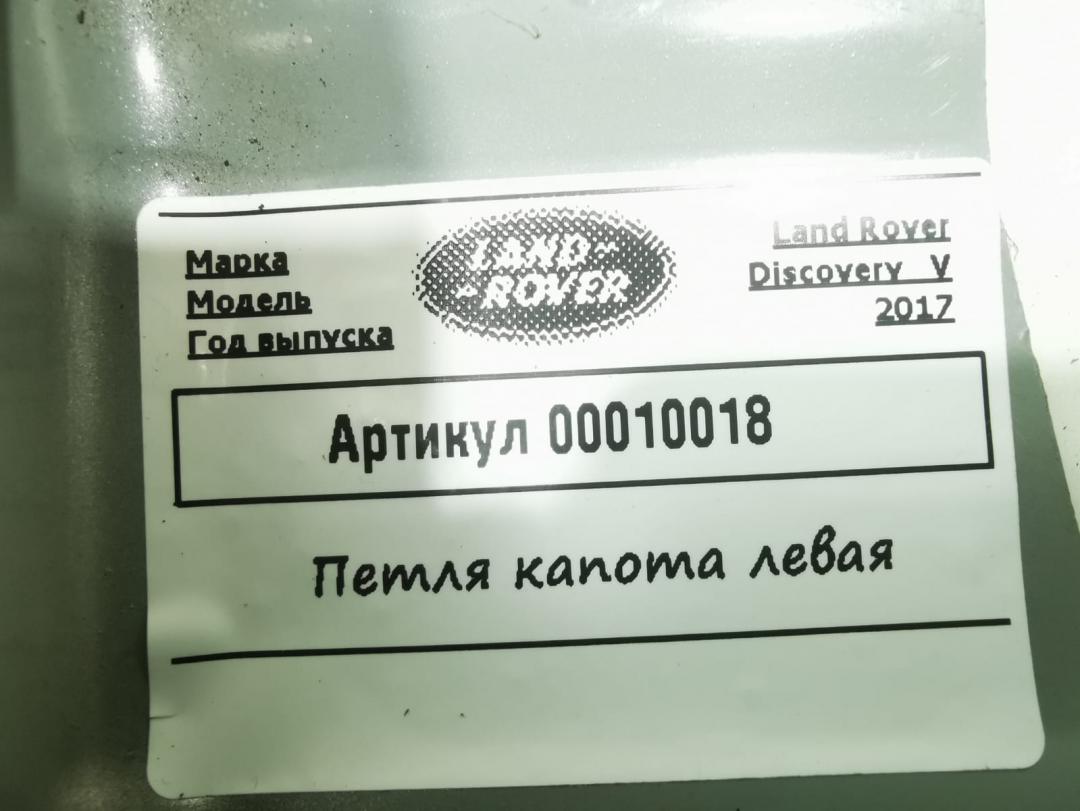 Марка
Модель
Год выпуска
LAND-
-ROVER
Land Rover
Discovery V
2017
Артикул 00010018
Петля капота левая